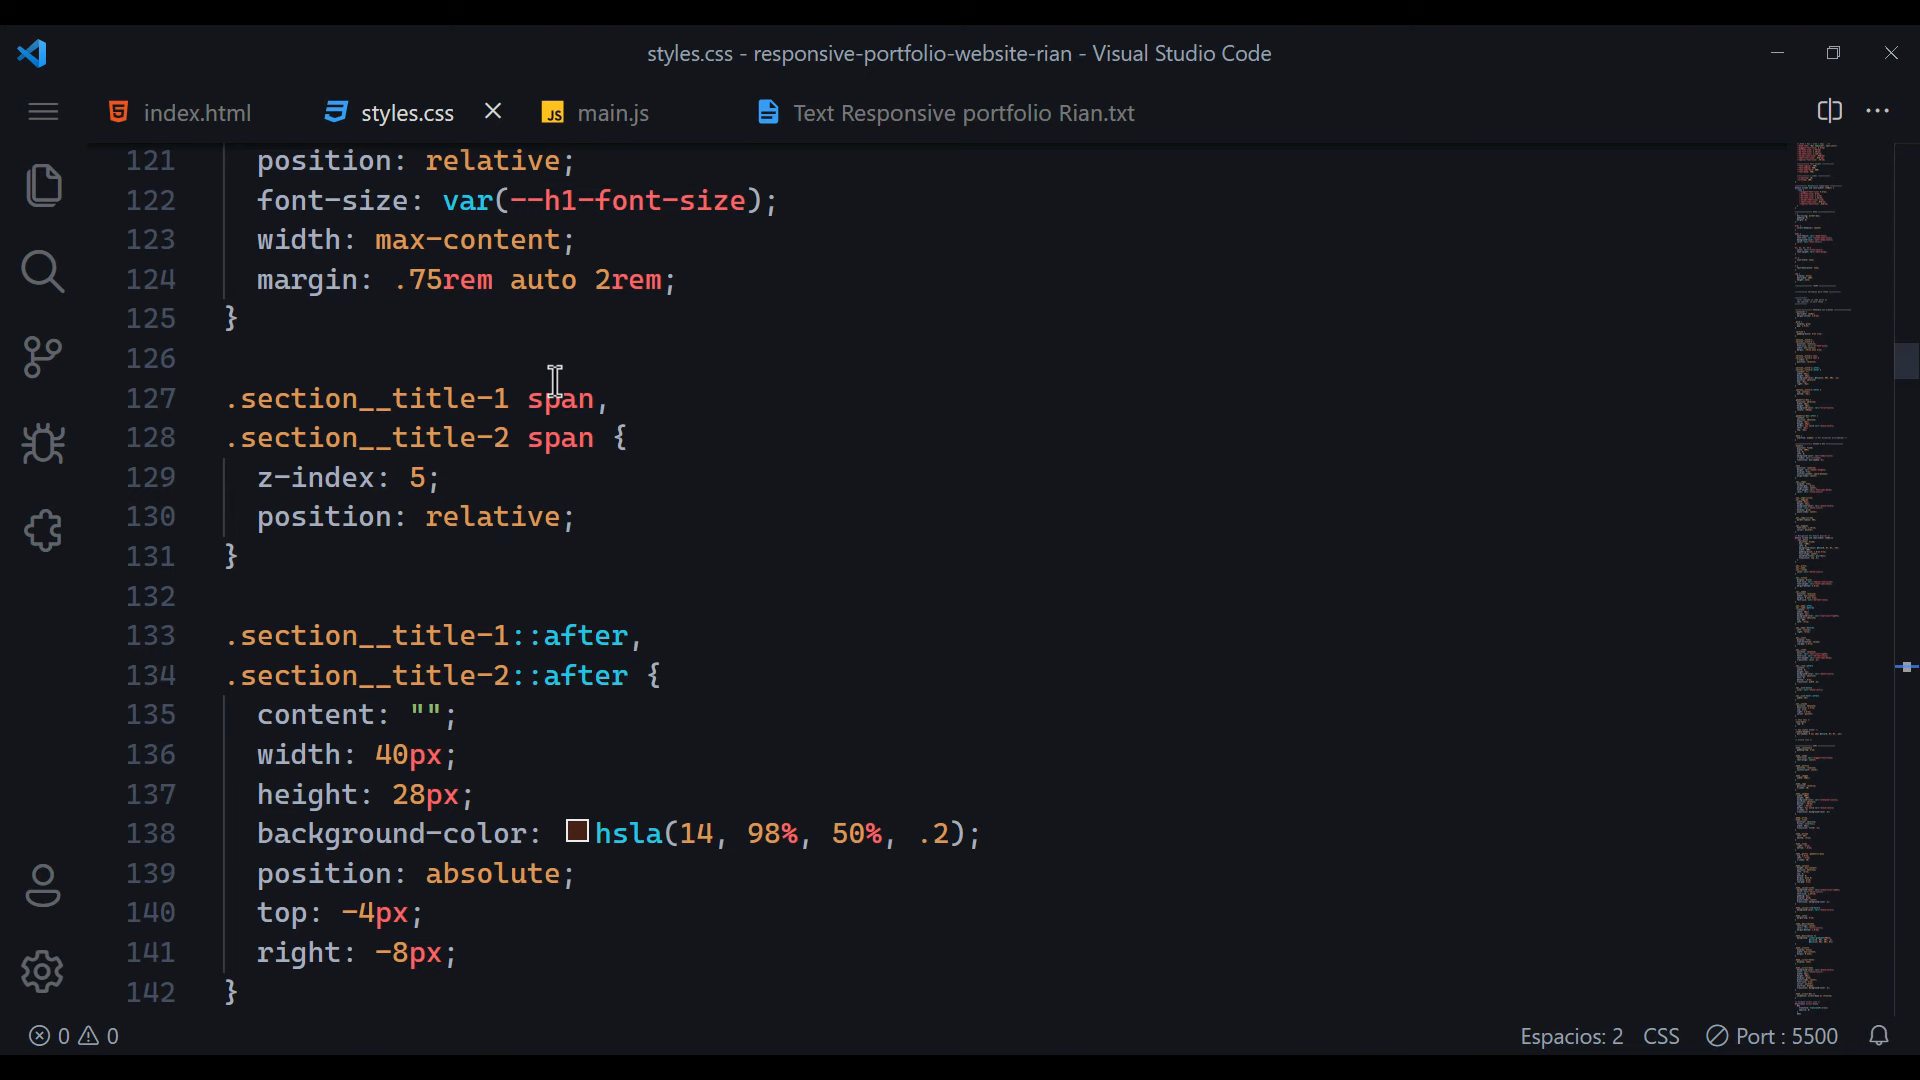 styles.css - responsive-portfolio-website-rian - Visual Studio Code
index.html styles.css main.js Text Responsive portfolio Rian.txt
121 position: relative;
122 font-size: var(--h1-font-size);
123 width: max-content;
124 margin: .75rem auto 2rem;
125 }
126
127 .section__title-1 span,
128 .section__title-2 span {
129 z-index: 5;
130 position: relative;
131 }
132
133 .section__title-1::after,
134 .section__title-2::after {
135 content: "";
136 width: 40px;
137 height: 28px;
138 background-color: hsla(14, 98%, 50%, .2);
139 position: absolute;
140 top: -4px;
141 right: -8px;
142 }
0 0 Espacios: 2 CSS Port : 5500